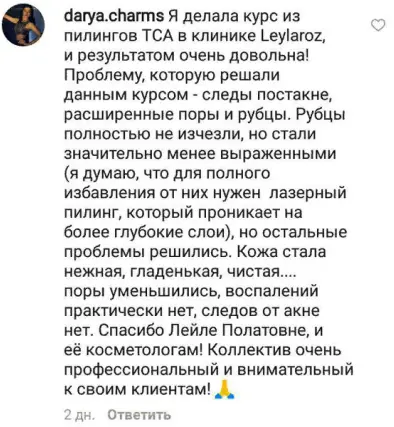 darya.charms Я делала курс из
пилингов TCA в клинике Leylaroz,
и результатом очень довольна!
Проблему, которую решали
данным курсом - следы постакне,
расширенные поры и рубцы. Рубцы
полностью не изчезли, но стали
значительно менее выраженными
(я думаю, что для полного
избавления от них нужен лазерный
пилинг, который проникает на
более глубокие слои), но остальные
проблемы решились. Кожа стала
нежная, гладенькая, чистая....
поры уменьшились, воспалений
практически нет, следов от акне
нет. Спасибо Лейле Полатовне, и
её косметологам! Коллектив очень
профессиональный и внимательный
к своим клиентам!🙏
2 дн. Ответить